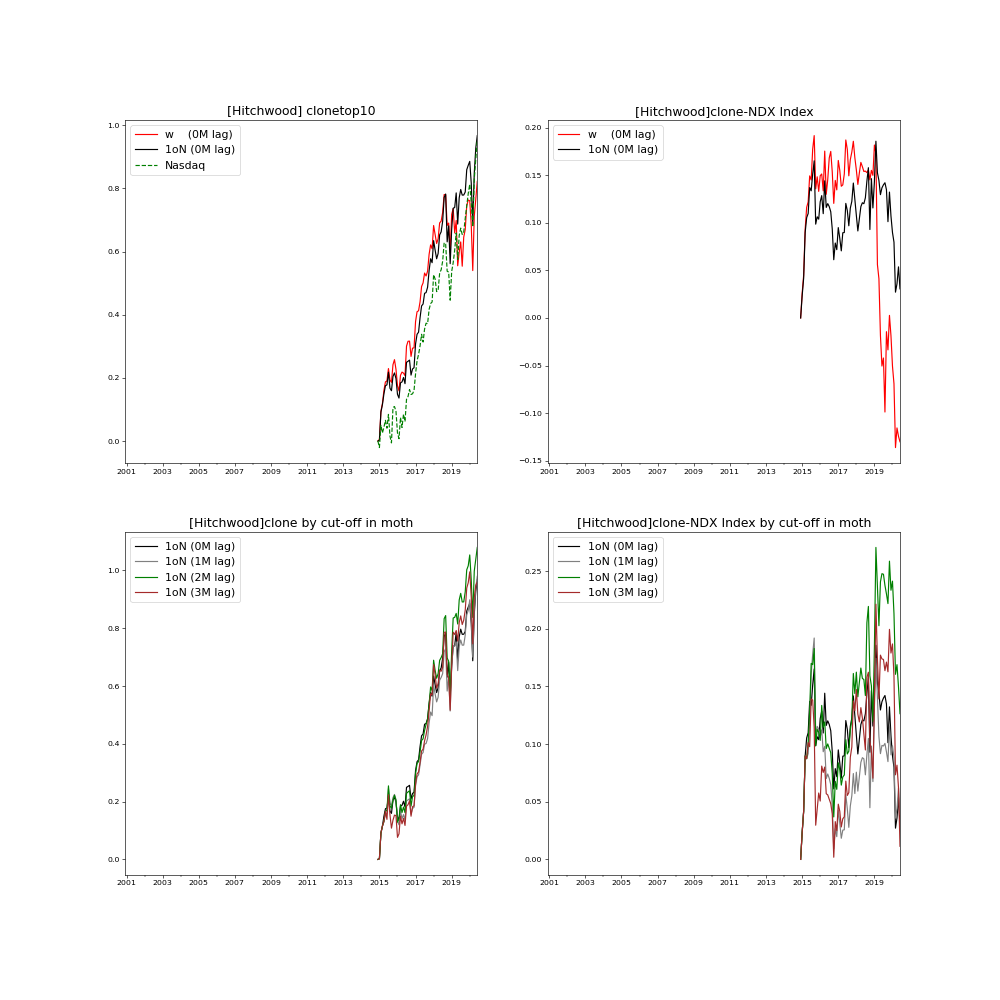 [Hitchwood] clonetop10
w    (0M lag)
1oN (0M lag)
Nasdaq
1.0
0.8
0.6
0.4
0.2
0.0
2001 2003 2005 2007 2009 2011 2013 2015 2017 2019
[Hitchwood]clone-NDX Index
w    (0M lag)
1oN (0M lag)
0.20
0.15
0.10
0.05
0.00
−0.05
−0.10
−0.15
2001 2003 2005 2007 2009 2011 2013 2015 2017 2019
[Hitchwood]clone by cut-off in moth
1oN (0M lag)
1oN (1M lag)
1oN (2M lag)
1oN (3M lag)
1.0
0.8
0.6
0.4
0.2
0.0
2001 2003 2005 2007 2009 2011 2013 2015 2017 2019
[Hitchwood]clone-NDX Index by cut-off in moth
1oN (0M lag)
1oN (1M lag)
1oN (2M lag)
1oN (3M lag)
0.25
0.20
0.15
0.10
0.05
0.00
2001 2003 2005 2007 2009 2011 2013 2015 2017 2019